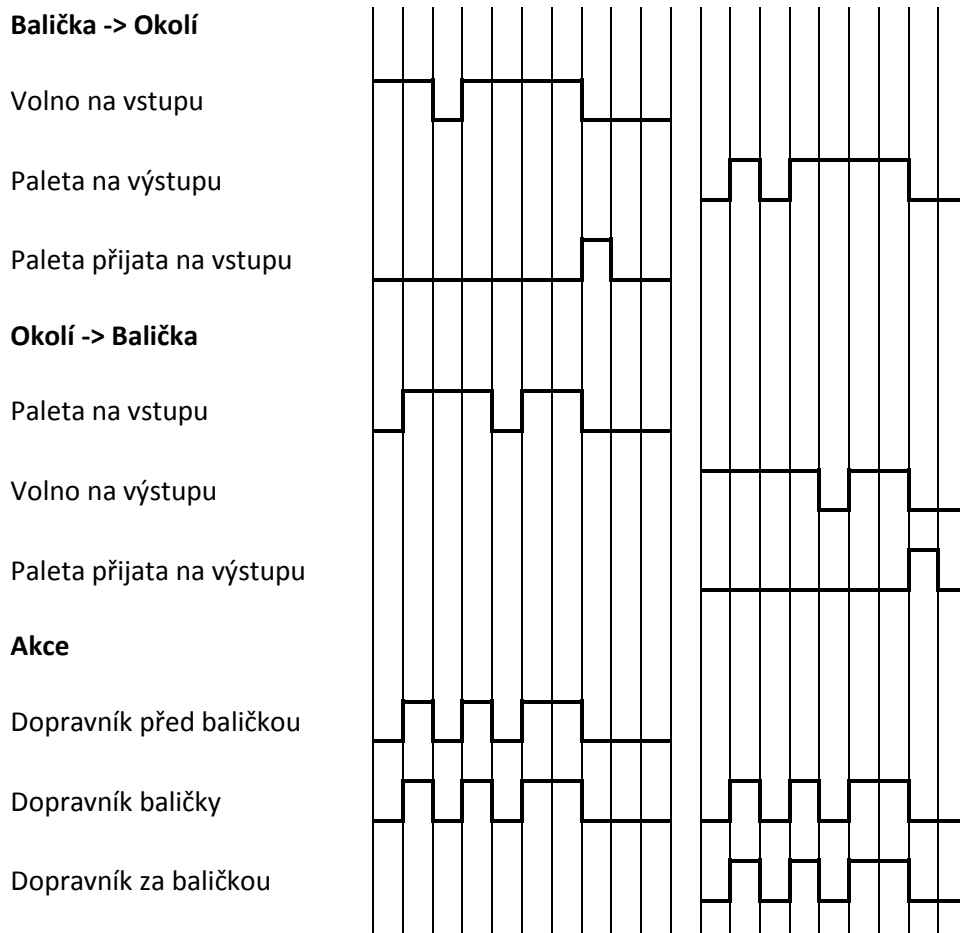 Balička -> Okolí
Volno na vstupu
Paleta na výstupu
Paleta přijata na vstupu
Okolí -> Balička
Paleta na vstupu
Volno na výstupu
Paleta přijata na výstupu
Akce
Dopravník před baličkou
Dopravník baličky
Dopravník za baličkou